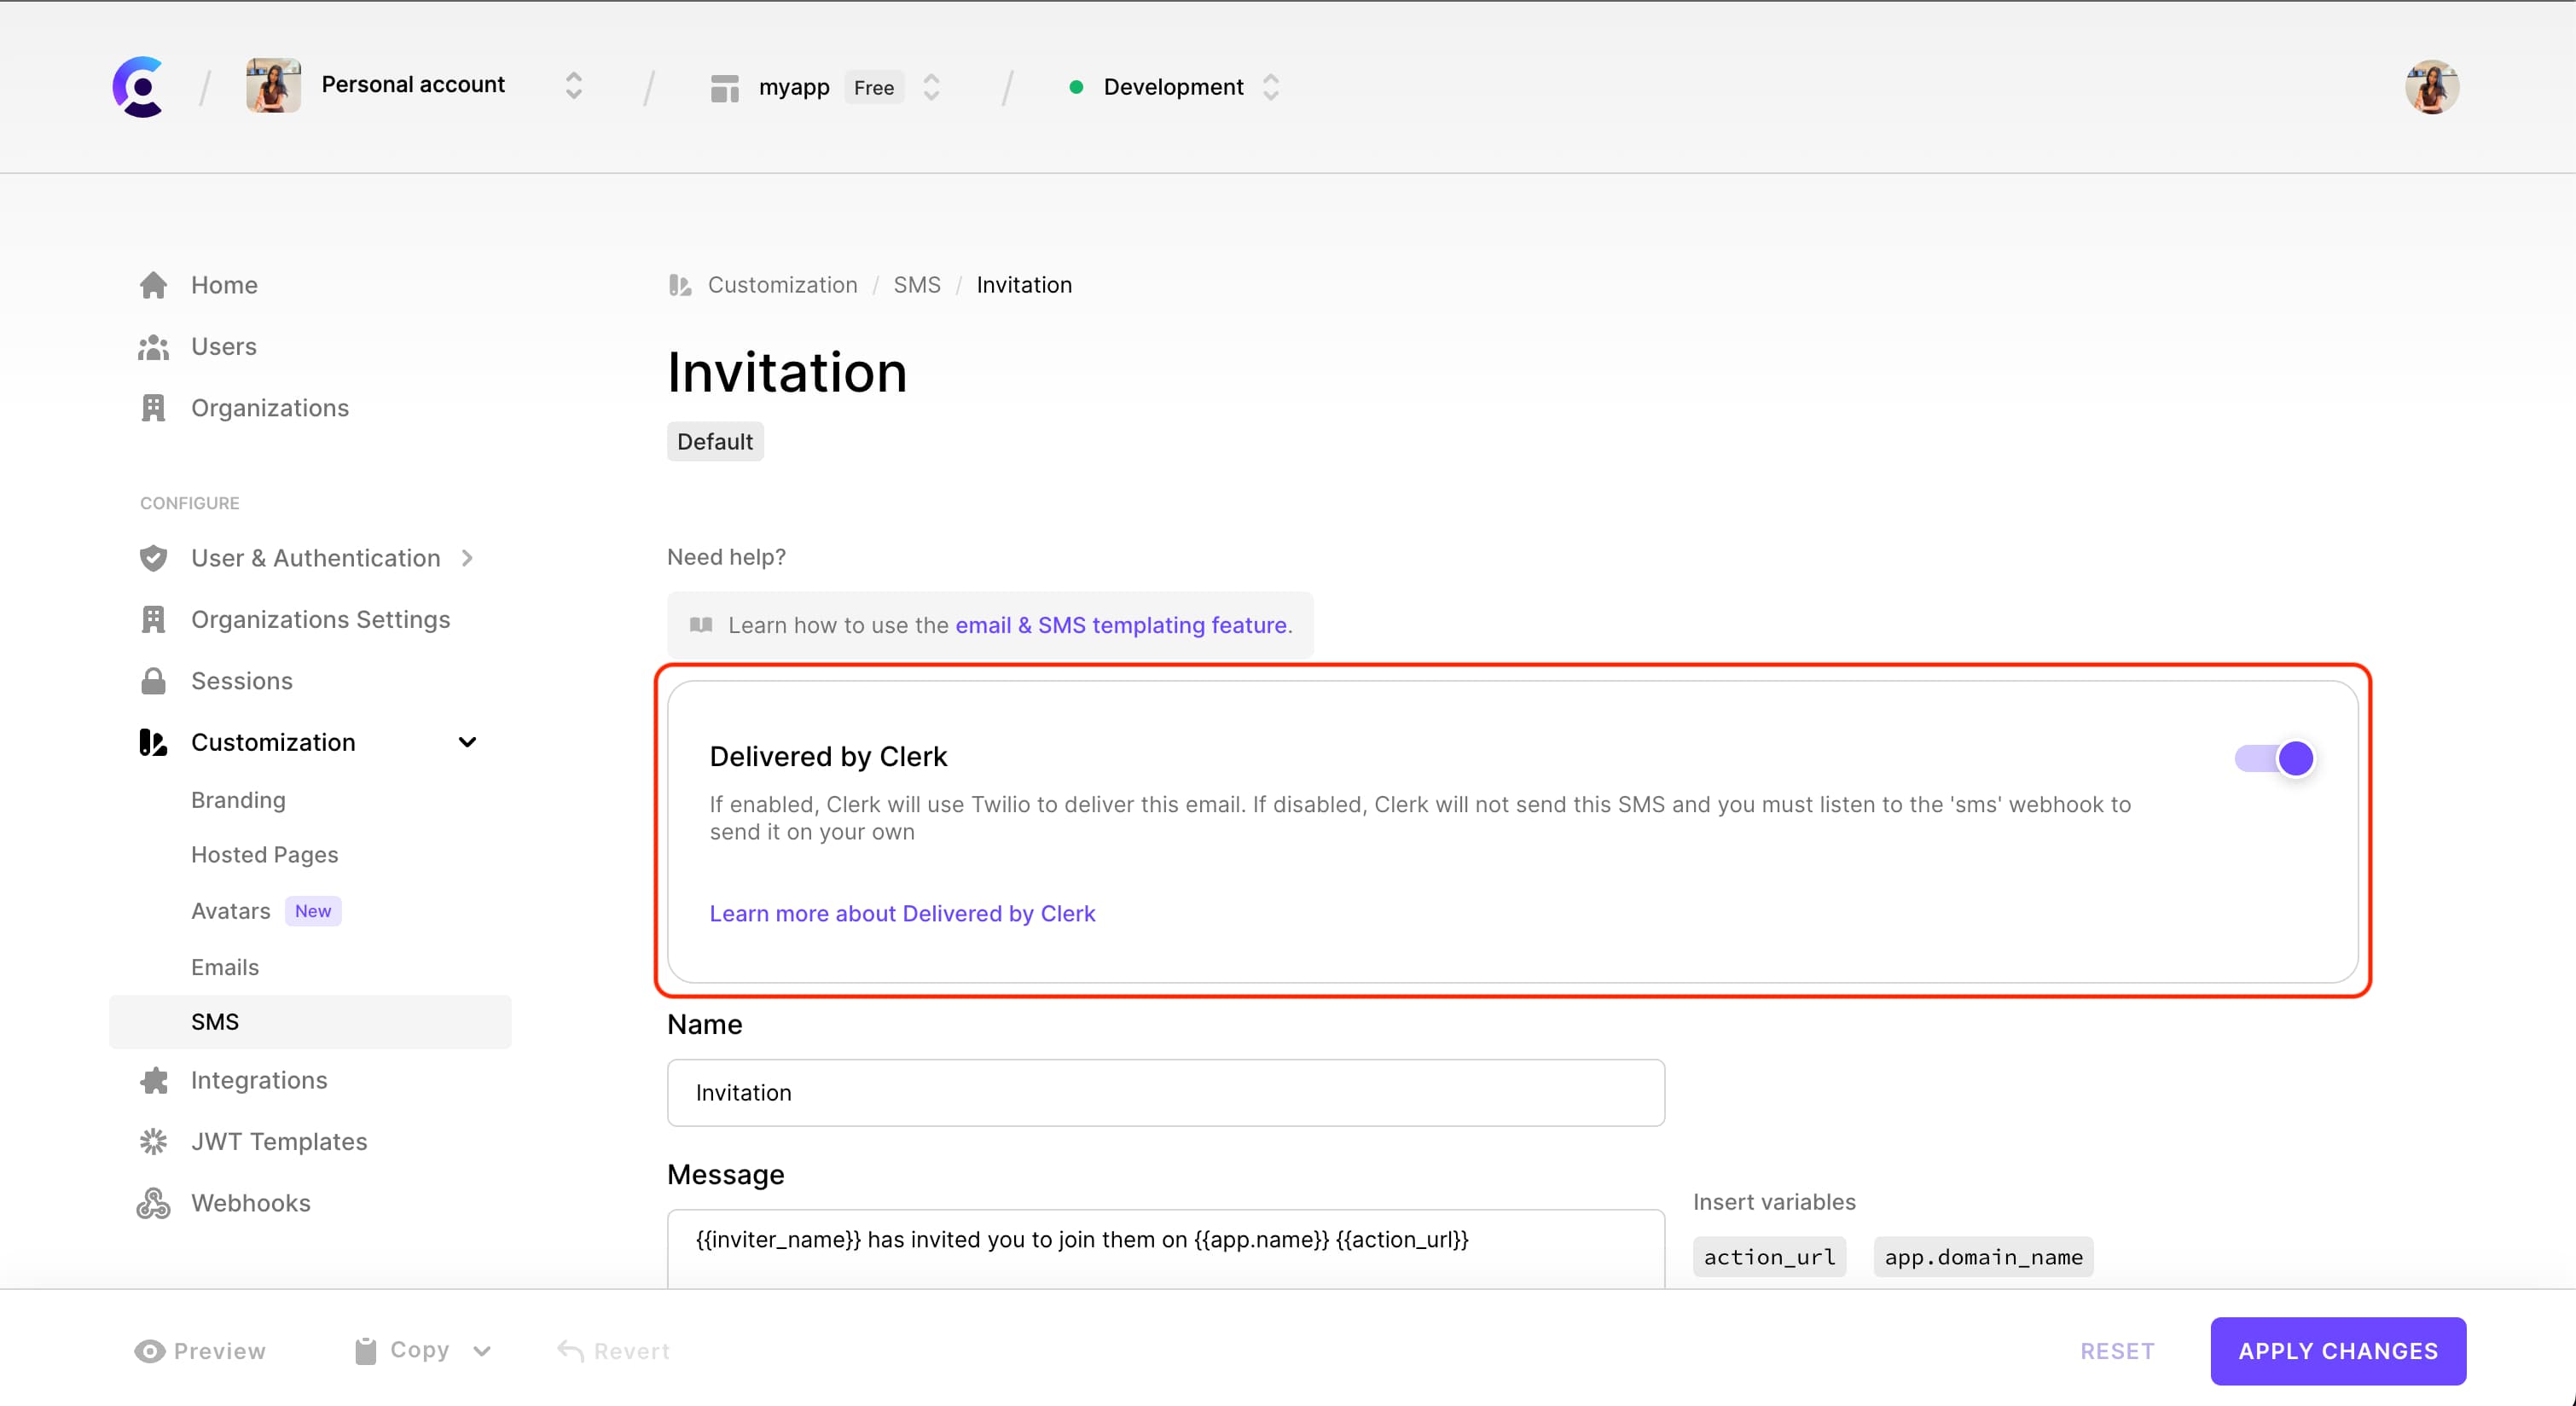 Personal account
myapp Free
Development
Home
Users
Organizations
CONFIGURE
User & Authentication
Organizations Settings
Sessions
Customization
Branding
Hosted Pages
Avatars New
Emails
SMS
Integrations
JWT Templates
Webhooks
Customization / SMS / Invitation
Invitation
Default
Need help?
Learn how to use the email & SMS templating feature.
Delivered by Clerk
If enabled, Clerk will use Twilio to deliver this email. If disabled, Clerk will not send this SMS and you must listen to the 'sms' webhook to
send it on your own
Learn more about Delivered by Clerk
Name
Invitation
Message
{{inviter_name}} has invited you to join them on {{app.name}} {{action_url}}
Insert variables
action_url app.domain_name
Preview
Copy
Revert
RESET
APPLY CHANGES